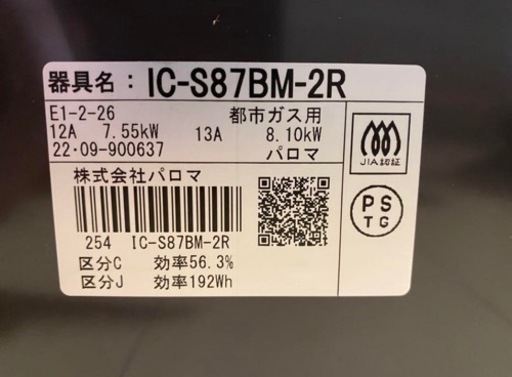 器具名：IC-S87BM-2R
E1-2-26 都市ガス用
12A 7.55kW 13A 8.10kW
22・09-900637 パロマ
株式会社パロマ
254 IC-S87BM-2R
区分C 効率56.3%
区分J 効率192Wh
JIA認証
PS
TG